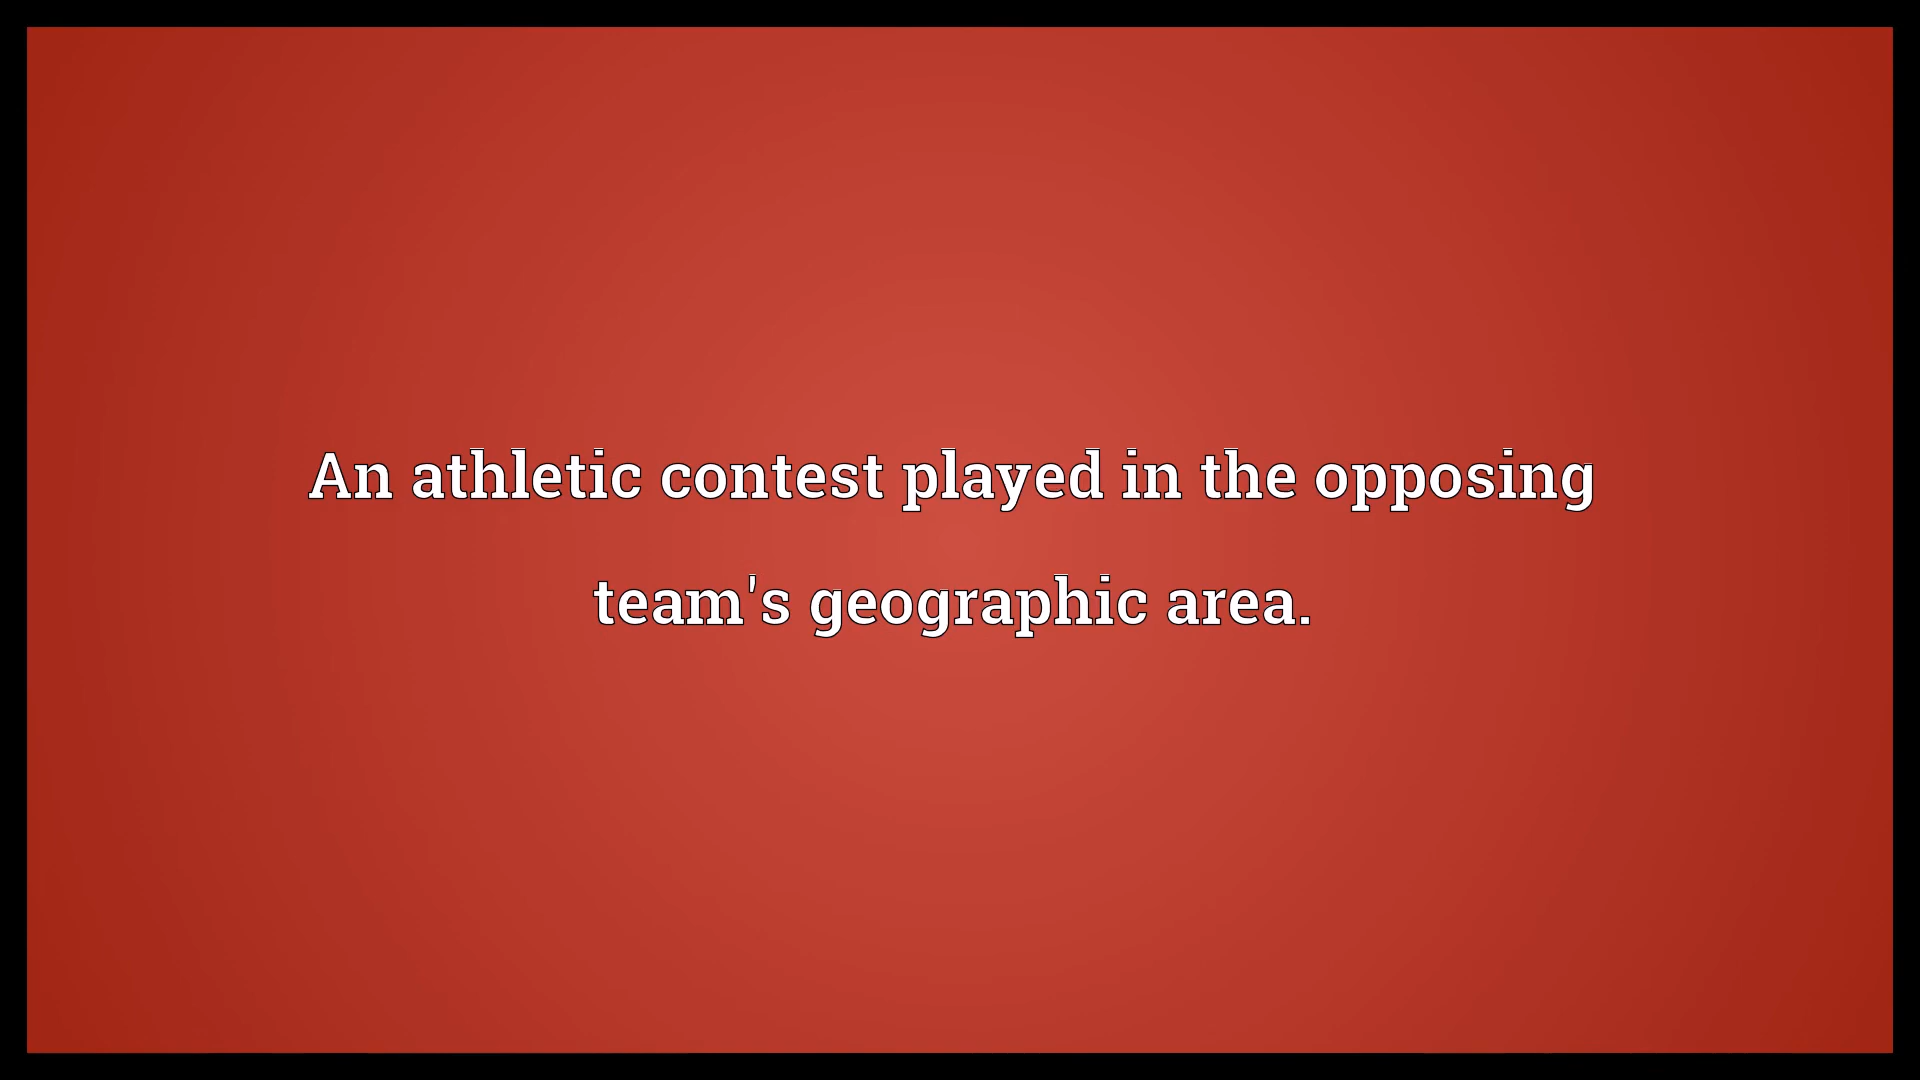 An athletic contest played in the opposing
team's geographic area.